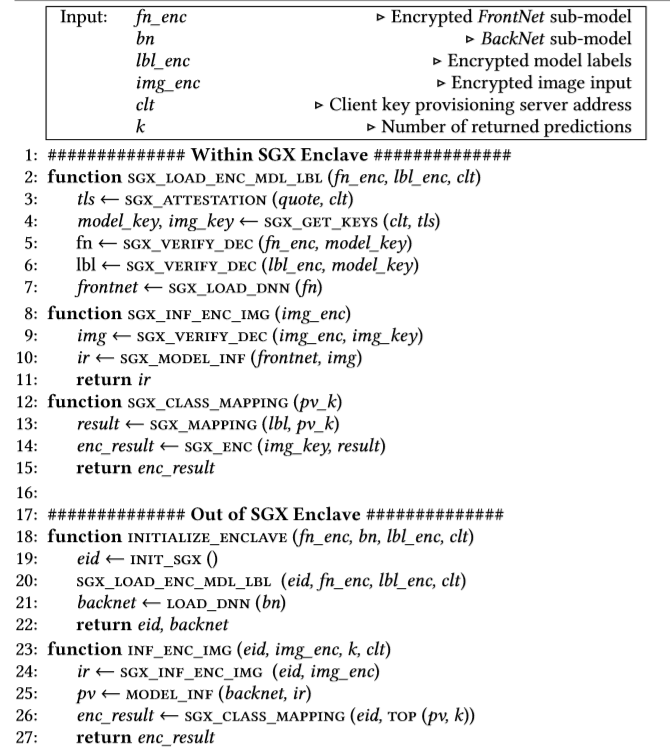 Input: fn_enc ▷ Encrypted FrontNet sub-model
bn ▷ BackNet sub-model
lbl_enc ▷ Encrypted model labels
img_enc ▷ Encrypted image input
clt ▷ Client key provisioning server address
k ▷ Number of returned predictions
1: ############## Within SGX Enclave ##############
2: function SGX_LOAD_ENC_MDL_LBL (fn_enc, lbl_enc, clt)
3: tls ← SGX_ATTESTATION (quote, clt)
4: model_key, img_key ← SGX_GET_KEYS (clt, tls)
5: fn ← SGX_VERIFY_DEC (fn_enc, model_key)
6: lbl ← SGX_VERIFY_DEC (lbl_enc, model_key)
7: frontnet ← SGX_LOAD_DNN (fn)
8: function SGX_INF_ENC_IMG (img_enc)
9: img ← SGX_VERIFY_DEC (img_enc, img_key)
10: ir ← SGX_MODEL_INF (frontnet, img)
11: return ir
12: function SGX_CLASS_MAPPING (pv_k)
13: result ← SGX_MAPPING (lbl, pv_k)
14: enc_result ← SGX_ENC (img_key, result)
15: return enc_result
16:
17: ############## Out of SGX Enclave ##############
18: function INITIALIZE_ENCLAVE (fn_enc, bn, lbl_enc, clt)
19: eid ← INIT_SGX ()
20: SGX_LOAD_ENC_MDL_LBL (eid, fn_enc, lbl_enc, clt)
21: backnet ← LOAD_DNN (bn)
22: return eid, backnet
23: function INF_ENC_IMG (eid, img_enc, k, clt)
24: ir ← SGX_INF_ENC_IMG (eid, img_enc)
25: pv ← MODEL_INF (backnet, ir)
26: enc_result ← SGX_CLASS_MAPPING (eid, TOP (pv, k))
27: return enc_result